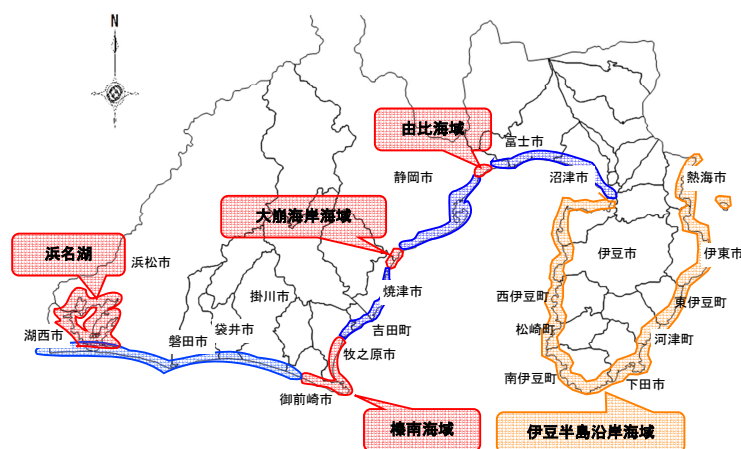 N
由比海域
富士市
静岡市
沼津市
熱海市
大崩海岸海域
浜名湖
浜松市
伊豆市
伊東市
掛川市
焼津市
西伊豆町
東伊豆町
湖西市
磐田市
袋井市
吉田町
松崎町
河津町
牧之原市
御前崎市
南伊豆町
下田市
榛南海域
伊豆半島沿岸海域